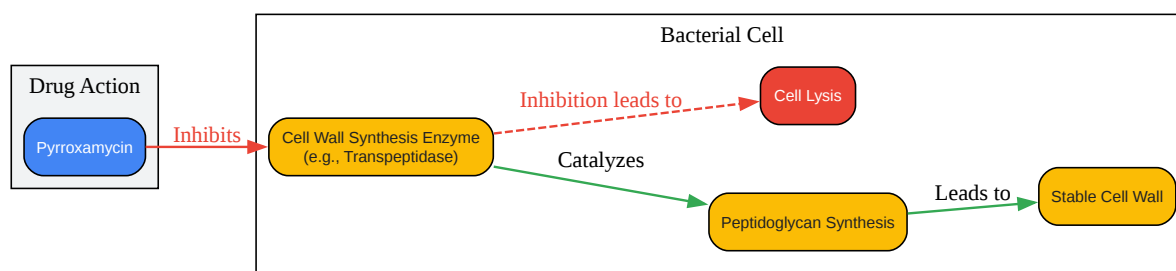 Bacterial Cell
Drug Action
Pyrroxamycin
Inhibits
Cell Wall Synthesis Enzyme
(e.g., Transpeptidase)
Inhibition leads to
Cell Lysis
Catalyzes
Peptidoglycan Synthesis
Leads to
Stable Cell Wall